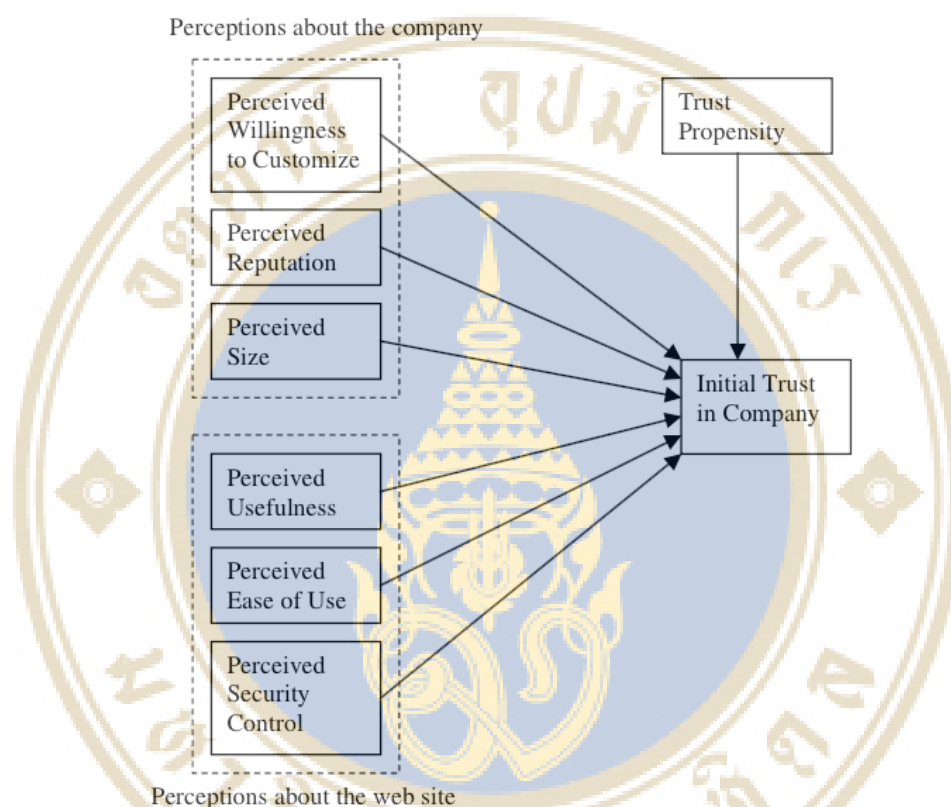 Perceptions about the company
Perceived
Willingness
to Customize
Perceived
Reputation
Perceived
Size
Trust
Propensity
Initial Trust
in Company
Perceived
Usefulness
Perceived
Ease of Use
Perceived
Security
Control
Perceptions about the web site